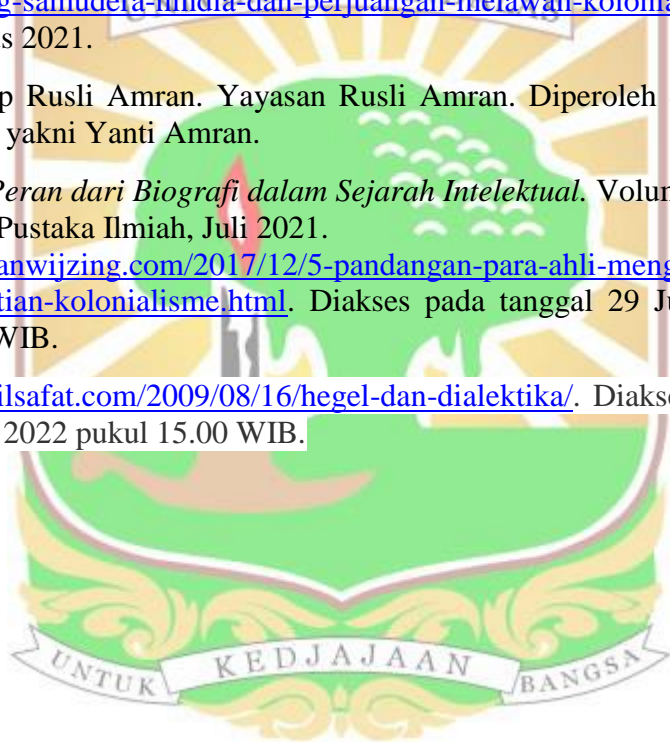 g-samudera-hindia-dan-perjuangan-melawan-kolonia
us 2021.
p Rusli Amran. Yayasan Rusli Amran. Diperoleh
yakni Yanti Amran.
Peran dari Biografi dalam Sejarah Intelektual. Volum
Pustaka Ilmiah, Juli 2021.
anwijzing.com/2017/12/5-pandangan-para-ahli-meng
tian-kolonialisme.html. Diakses pada tanggal 29 Ju
WIB.
ilsafat.com/2009/08/16/hegel-dan-dialektika/. Diakse
2022 pukul 15.00 WIB.
UNTUK KEDJAJAAN BANGSA